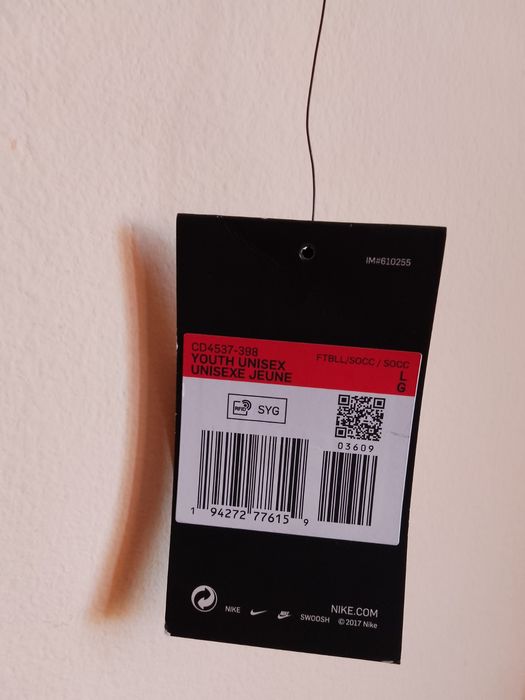 IM#610255
CD4537-398
FTBLL/SOCC / SOCC
YOUTH UNISEX
L
UNISEXE JEUNE
G
RFID
SYG
03609
1 94272 77615 9
NIKE
SWOOSH
NIKE.COM
©2017 Nike